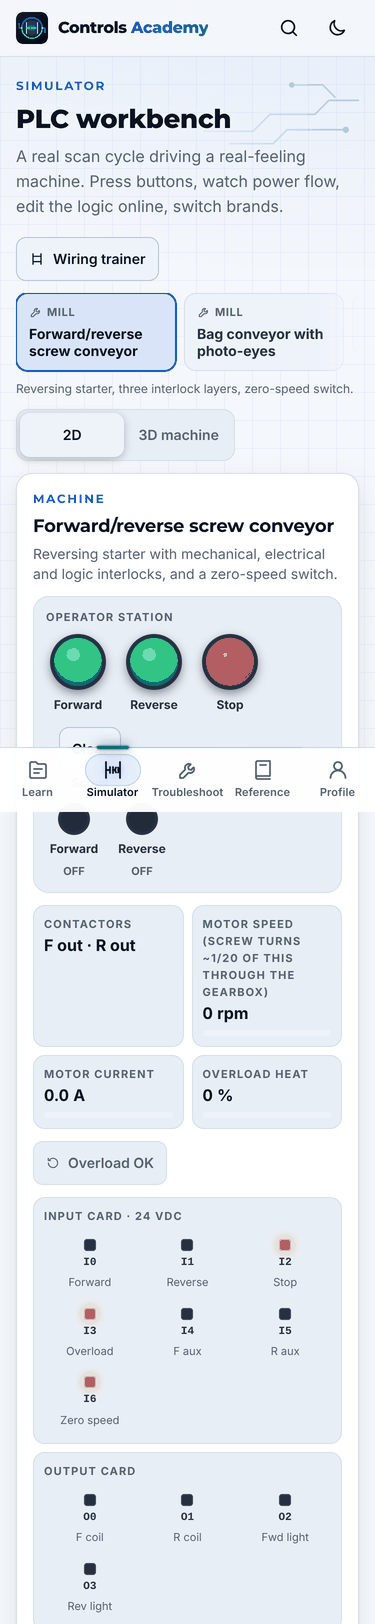 Controls Academy
SIMULATOR
PLC workbench
A real scan cycle driving a real-feeling
machine. Press buttons, watch power flow,
edit the logic online, switch brands.
Wiring trainer
MILL
Forward/reverse
screw conveyor
MILL
Bag conveyor with
photo-eyes
Reversing starter, three interlock layers, zero-speed switch.
2D
3D machine
MACHINE
Forward/reverse screw conveyor
Reversing starter with mechanical, electrical
and logic interlocks, and a zero-speed switch.
OPERATOR STATION
Forward
Reverse
Stop
Learn
Simulator
Troubleshoot
Reference
Profile
Forward
Reverse
OFF
OFF
CONTACTORS
F out · R out
MOTOR SPEED
(SCREW TURNS
~1/20 OF THIS
THROUGH THE
GEARBOX)
0 rpm
MOTOR CURRENT
0.0 A
OVERLOAD HEAT
0 %
Overload OK
INPUT CARD · 24 VDC
I0
I1
I2
Forward
Reverse
Stop
I3
I4
I5
Overload
F aux
R aux
I6
Zero speed
OUTPUT CARD
O0
O1
O2
F coil
R coil
Fwd light
O3
Rev light